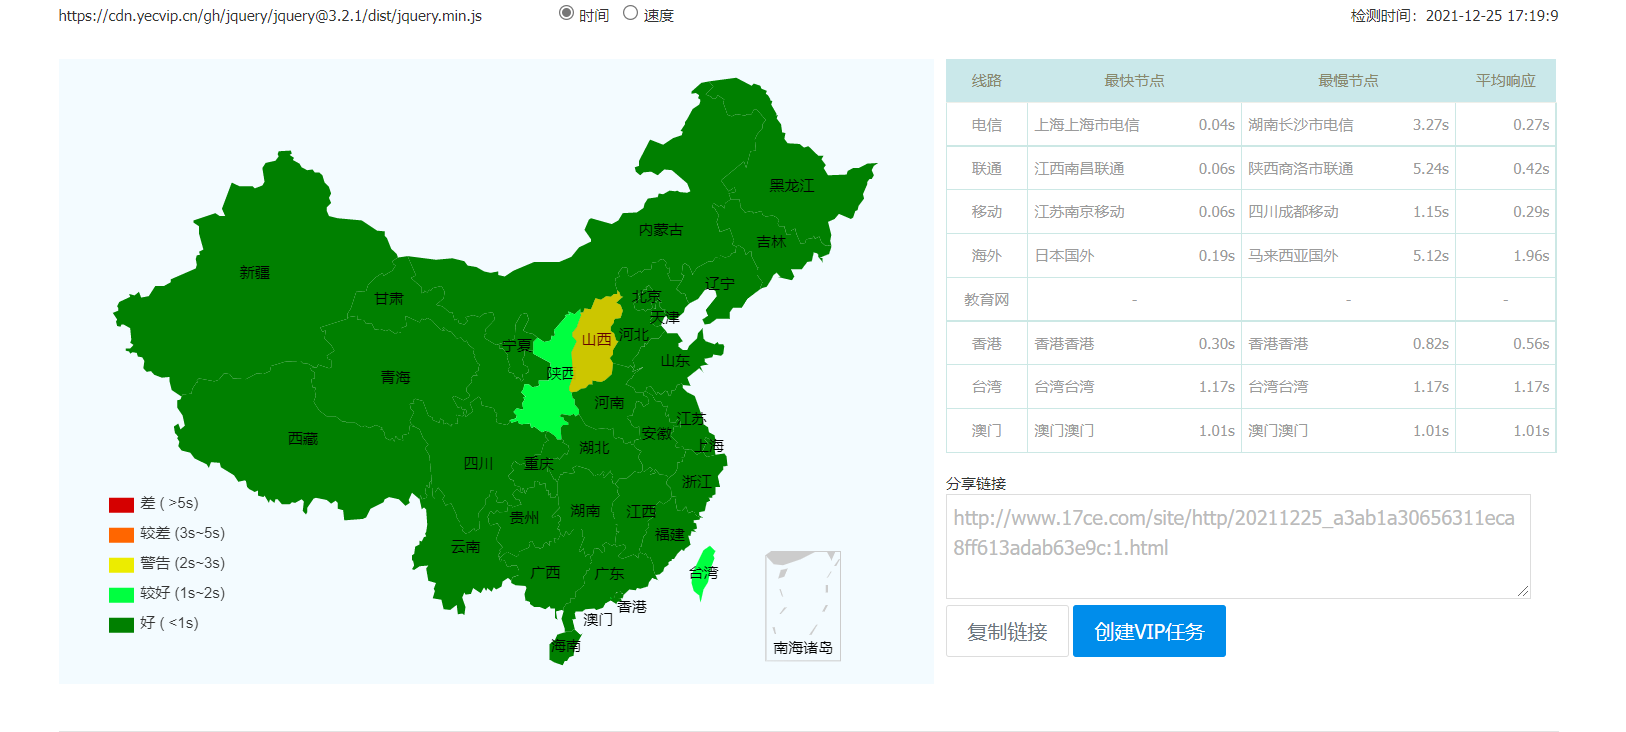 https://cdn.yecvip.cn/gh/jquery/jquery@3.2.1/dist/jquery.min.js 时间 速度 检测时间：2021-12-25 17:19:9
黑龙江
内蒙古
吉林
新疆
辽宁
甘肃
北京
天津
河北
山西
宁夏
山东
陕西
青海
河南
江苏
安徽
西藏
上海
湖北
四川
重庆
浙江
湖南
江西
贵州
福建
云南
广西
广东
台湾
香港
澳门
海南
南海诸岛
差 ( >5s)
较差 (3s~5s)
警告 (2s~3s)
较好 (1s~2s)
好 ( <1s)
线路 最快节点 最慢节点 平均响应
电信 上海上海市电信 0.04s 湖南长沙市电信 3.27s 0.27s
联通 江西南昌联通 0.06s 陕西商洛市联通 5.24s 0.42s
移动 江苏南京移动 0.06s 四川成都移动 1.15s 0.29s
海外 日本国外 0.19s 马来西亚国外 5.12s 1.96s
教育网 - - -
香港 香港香港 0.30s 香港香港 0.82s 0.56s
台湾 台湾台湾 1.17s 台湾台湾 1.17s 1.17s
澳门 澳门澳门 1.01s 澳门澳门 1.01s 1.01s
分享链接
http://www.17ce.com/site/http/20211225_a3ab1a30656311eca
8ff613adab63e9c:1.html
复制链接 创建VIP任务